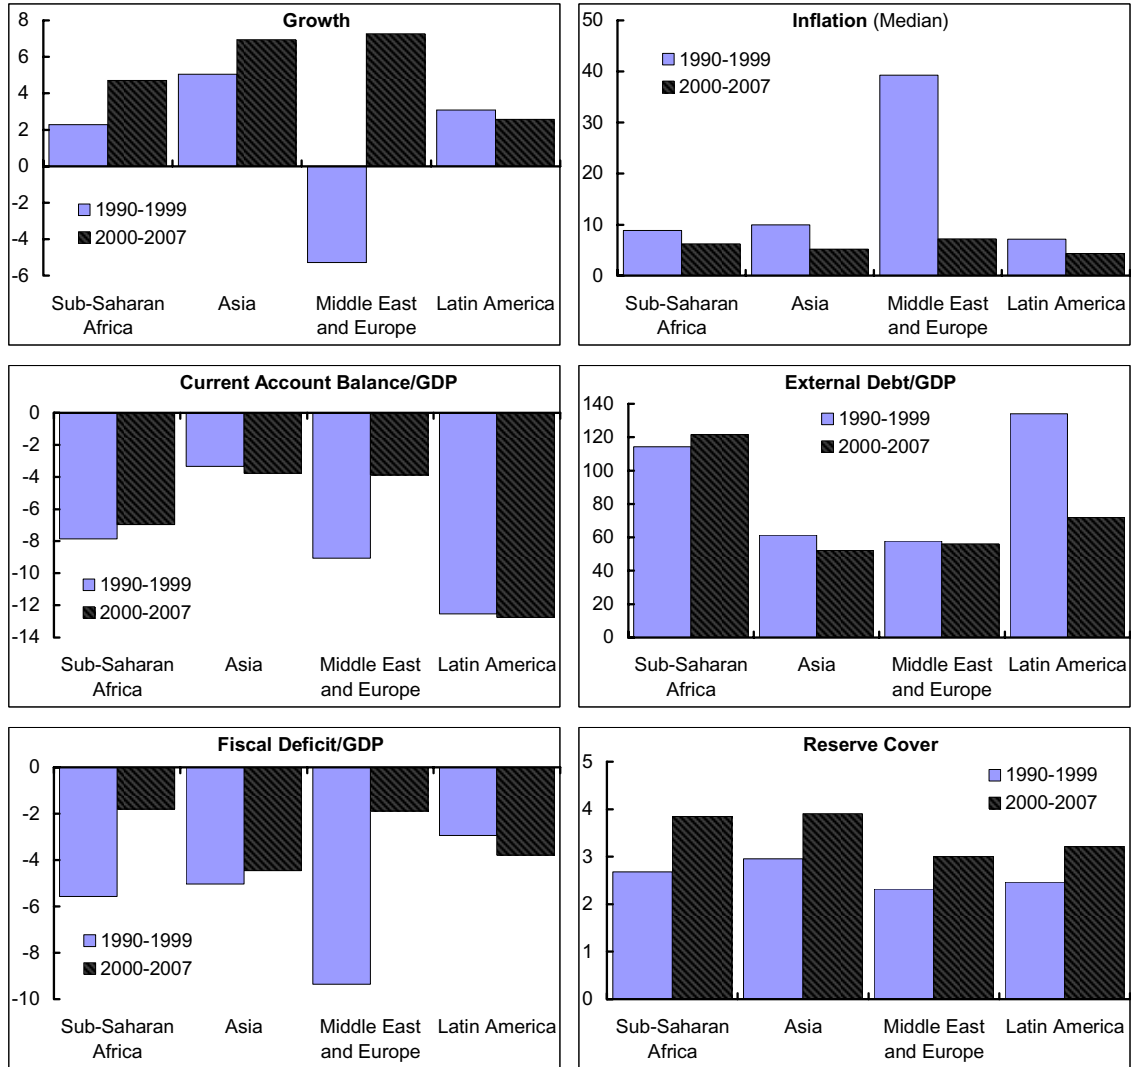 Growth
8
6
4
2
0
-2
-4
-6
1990-1999
2000-2007
Sub-Saharan Africa
Asia
Middle East and Europe
Latin America
Inflation (Median)
50
40
30
20
10
0
1990-1999
2000-2007
Sub-Saharan Africa
Asia
Middle East and Europe
Latin America
Current Account Balance/GDP
0
-2
-4
-6
-8
-10
-12
-14
1990-1999
2000-2007
Sub-Saharan Africa
Asia
Middle East and Europe
Latin America
External Debt/GDP
140
120
100
80
60
40
20
0
1990-1999
2000-2007
Sub-Saharan Africa
Asia
Middle East and Europe
Latin America
Fiscal Deficit/GDP
0
-2
-4
-6
-8
-10
1990-1999
2000-2007
Sub-Saharan Africa
Asia
Middle East and Europe
Latin America
Reserve Cover
5
4
3
2
1
0
1990-1999
2000-2007
Sub-Saharan Africa
Asia
Middle East and Europe
Latin America